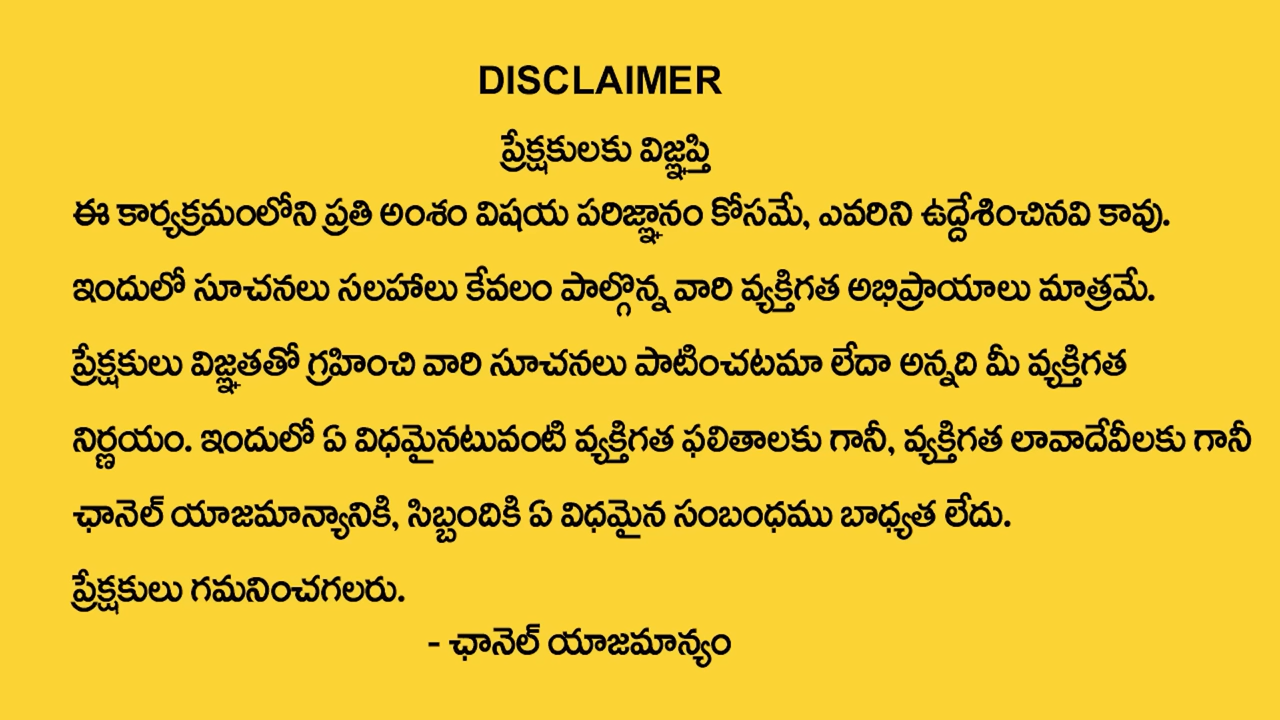 DISCLAIMER
ప్రేక్షకులకు విజ్ఞప్తి
ఈ కార్యక్రమంలోని ప్రతి అంశం విషయ పరిజ్ఞానం కోసమే, ఎవరిని ఉద్దేశించినవి కావు.
ఇందులో సూచనలు సలహాలు కేవలం పాల్గొన్న వారి వ్యక్తిగత అభిప్రాయాలు మాత్రమే.
ప్రేక్షకులు విజ్ఞతతో గ్రహించి వారి సూచనలు పాటించటమా లేదా అన్నది మీ వ్యక్తిగత
నిర్ణయం. ఇందులో ఏ విధమైనటువంటి వ్యక్తిగత ఫలితాలకు గానీ, వ్యక్తిగత లావాదేవీలకు గానీ
ఛానెల్ యాజమాన్యానికి, సిబ్బందికి ఏ విధమైన సంబంధము బాధ్యత లేదు.
ప్రేక్షకులు గమనించగలరు.
- ఛానెల్ యాజమాన్యం